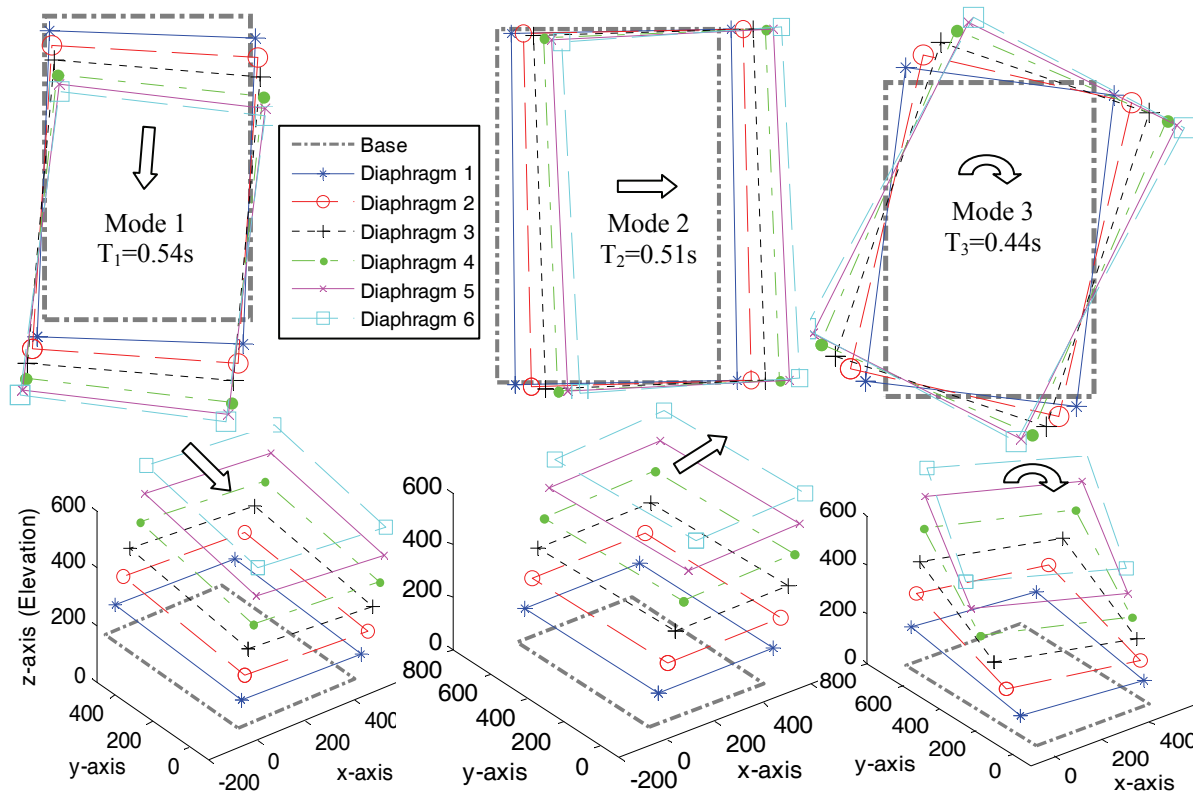 Mode 1
T1=0.54s
Base
Diaphragm 1
Diaphragm 2
Diaphragm 3
Diaphragm 4
Diaphragm 5
Diaphragm 6
Mode 2
T2=0.51s
Mode 3
T3=0.44s
z-axis (Elevation)
600
400
200
0
400
200
0
-200
0
200
400
y-axis
x-axis
600
400
200
0
800
600
400
200
0
-200
0
200
400
800
y-axis
x-axis
600
400
200
0
600
400
200
0
0
200
400
y-axis
x-axis